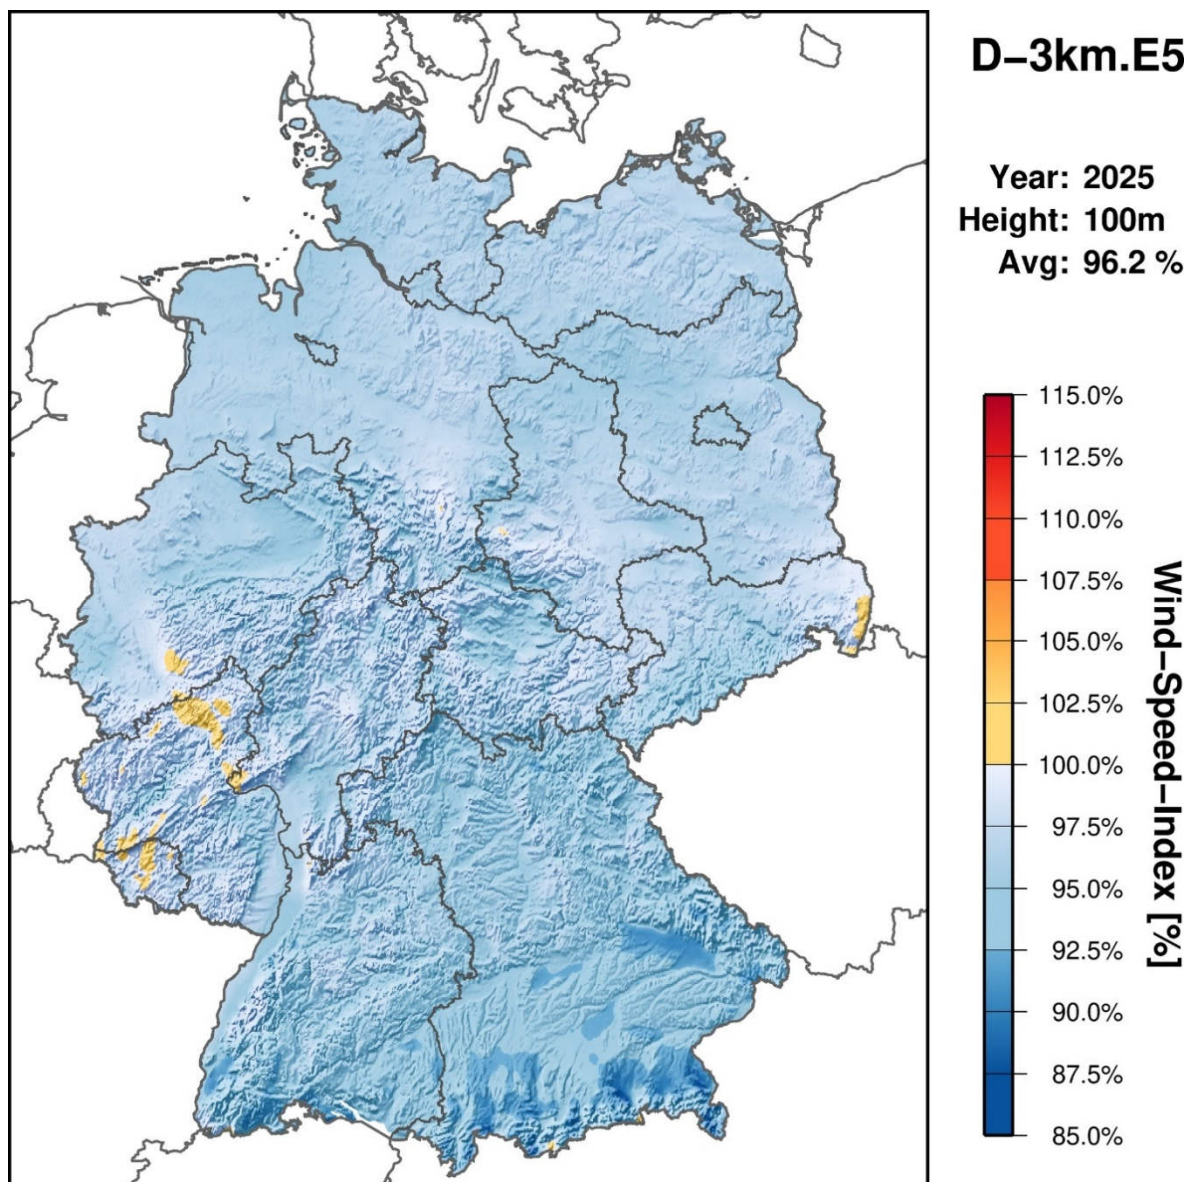 D−3km.E5
Year: 2025
Height: 100m
Avg: 96.2 %
115.0%
112.5%
110.0%
107.5%
105.0%
102.5%
100.0%
97.5%
95.0%
92.5%
90.0%
87.5%
85.0%
Wind−Speed−Index [%]